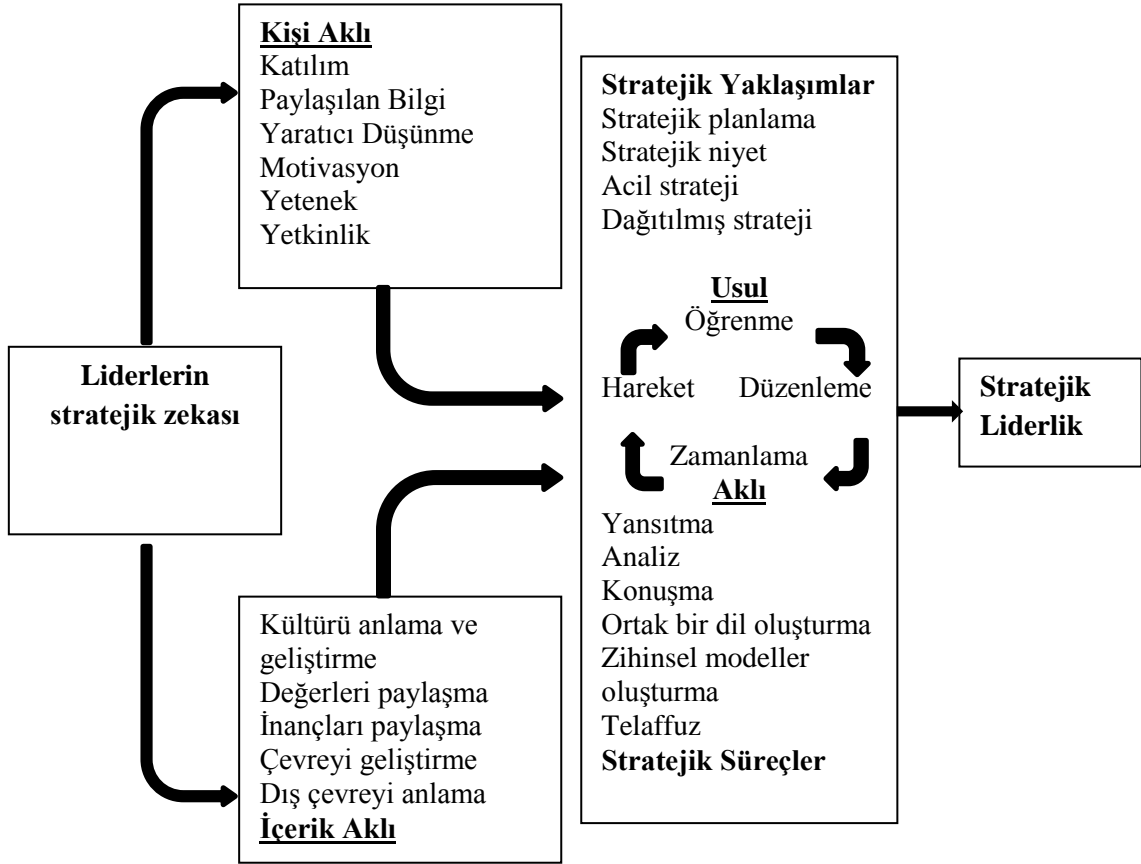 Kişi Aklı
Katılım
Paylaşılan Bilgi
Yaratıcı Düşünme
Motivasyon
Yetenek
Yetkinlik
Liderlerin
stratejik zekası
Kültürü anlama ve
geliştirme
Değerleri paylaşma
İnançları paylaşma
Çevreyi geliştirme
Dış çevreyi anlama
İçerik Aklı
Stratejik Yaklaşımlar
Stratejik planlama
Stratejik niyet
Acil strateji
Dağıtılmış strateji
Usul
Öğrenme
Hareket Düzenleme
Zamanlama
Aklı
Yansıtma
Analiz
Konuşma
Ortak bir dil oluşturma
Zihinsel modeller
oluşturma
Telaffuz
Stratejik Süreçler
Stratejik
Liderlik